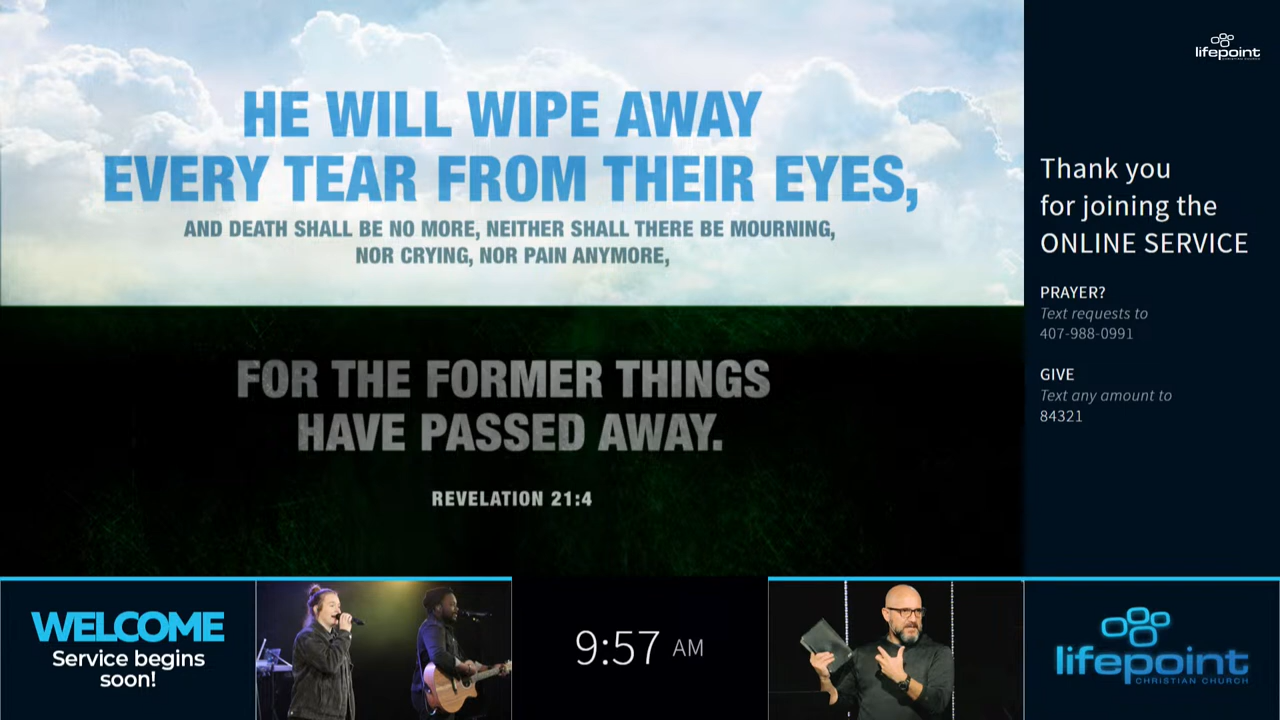 HE WILL WIPE AWAY
EVERY TEAR FROM THEIR EYES,
AND DEATH SHALL BE NO MORE, NEITHER SHALL THERE BE MOURNING,
NOR CRYING, NOR PAIN ANYMORE,
FOR THE FORMER THINGS
HAVE PASSED AWAY.
REVELATION 21:4
lifepoint
CHRISTIAN CHURCH
Thank you
for joining the
ONLINE SERVICE
PRAYER?
Text requests to
407-988-0991
GIVE
Text any amount to
84321
WELCOME
Service begins
soon!
9:57 AM
lifepoint
CHRISTIAN CHURCH